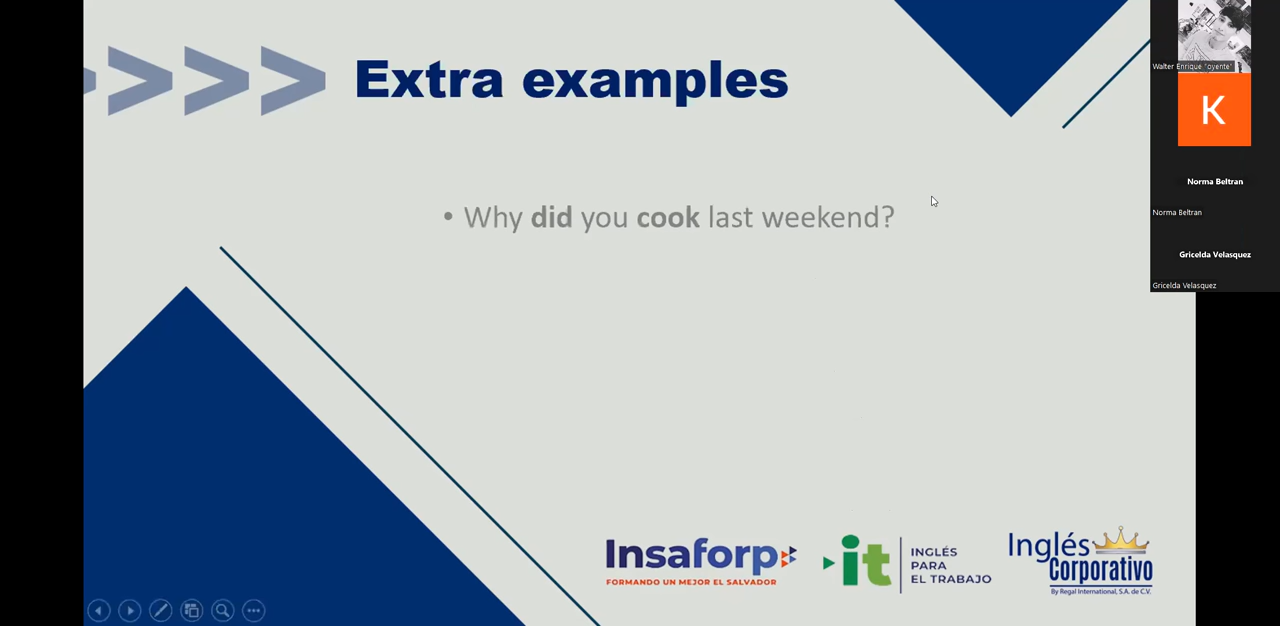 Extra examples
• Why did you cook last weekend?
Walter Enrique "oyente"
K
Norma Beltran
Norma Beltran
Gricelda Velasquez
Gricelda Velasquez
Insaforp
FORMANDO UN MEJOR EL SALVADOR
it
INGLÉS
PARA
EL TRABAJO
Inglés
Corporativo
By Regal International, S.A. de C.V.